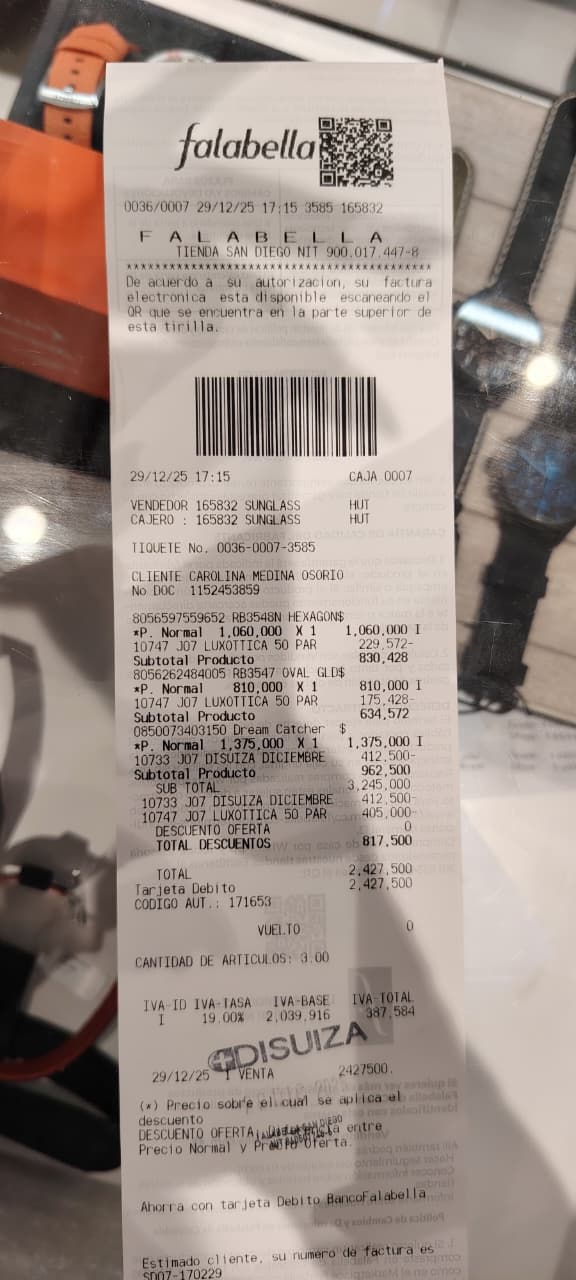 falabella
0036/0007 29/12/25 17:15 3585 165832
F A L A B E L L A
TIENDA SAN DIEGO NIT 900.017.447-8
****************************************
De acuerdo a su autorizacion, su factura
electronica esta disponible escaneando el
QR que se encuentra en la parte superior de
esta tirilla.
29/12/25 17:15 CAJA 0007
VENDEDOR 165832 SUNGLASS HUT
CAJERO : 165832 SUNGLASS HUT
TIQUETE No. 0036-0007-3585
CLIENTE CAROLINA MEDINA OSORIO
No DOC 1152453859
8056597559652 RB3548N HEXAGON$
*P. Normal 1,060,000 X 1 1,060,000 I
10747 J07 LUXOTTICA 50 PAR 229,572-
Subtotal Producto 830,428
8056262484005 RB3547 OVAL GLD$
*P. Normal 810,000 X 1 810,000 I
10747 J07 LUXOTTICA 50 PAR 175,428-
Subtotal Producto 634,572
0850073403150 Dream Catcher $
*P. Normal 1,375,000 X 1 1,375,000 I
10733 J07 DISUIZA DICIEMBRE 412,500-
Subtotal Producto 962,500
SUB TOTAL 3,245,000
10733 J07 DISUIZA DICIEMBRE 412,500-
10747 J07 LUXOTTICA 50 PAR 405,000-
DESCUENTO OFERTA 0
TOTAL DESCUENTOS 817,500
TOTAL 2,427,500
Tarjeta Debito 2,427,500
CODIGO AUT.: 171653
VUELTO 0
CANTIDAD DE ARTICULOS: 3.00
IVA-ID IVA-TASA IVA-BASE IVA-TOTAL
I 19.00% 2,039,916 387,584
DISUIZA
29/12/25 1 VENTA 2427500.
(*) Precio sobre el cual se aplica el
descuento
DESCUENTO OFERTA, entre
Precio Normal y Precio Oferta.
Ahorra con tarjeta Debito BancoFalabella
Estimado cliente, su numero de factura es
SD07-170229